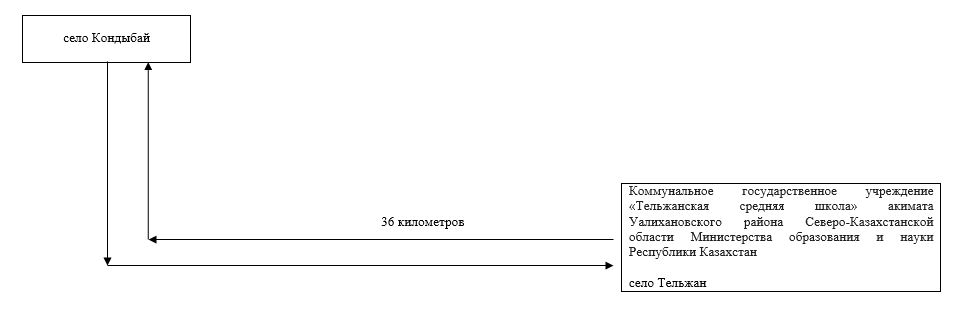 село Кондыбай
36 километров
Коммунальное государственное учреждение
«Тельжанская средняя школа» акимата
Уалихановского района Северо-Казахстанской
области Министерства образования и науки
Республики Казахстан
село Тельжан